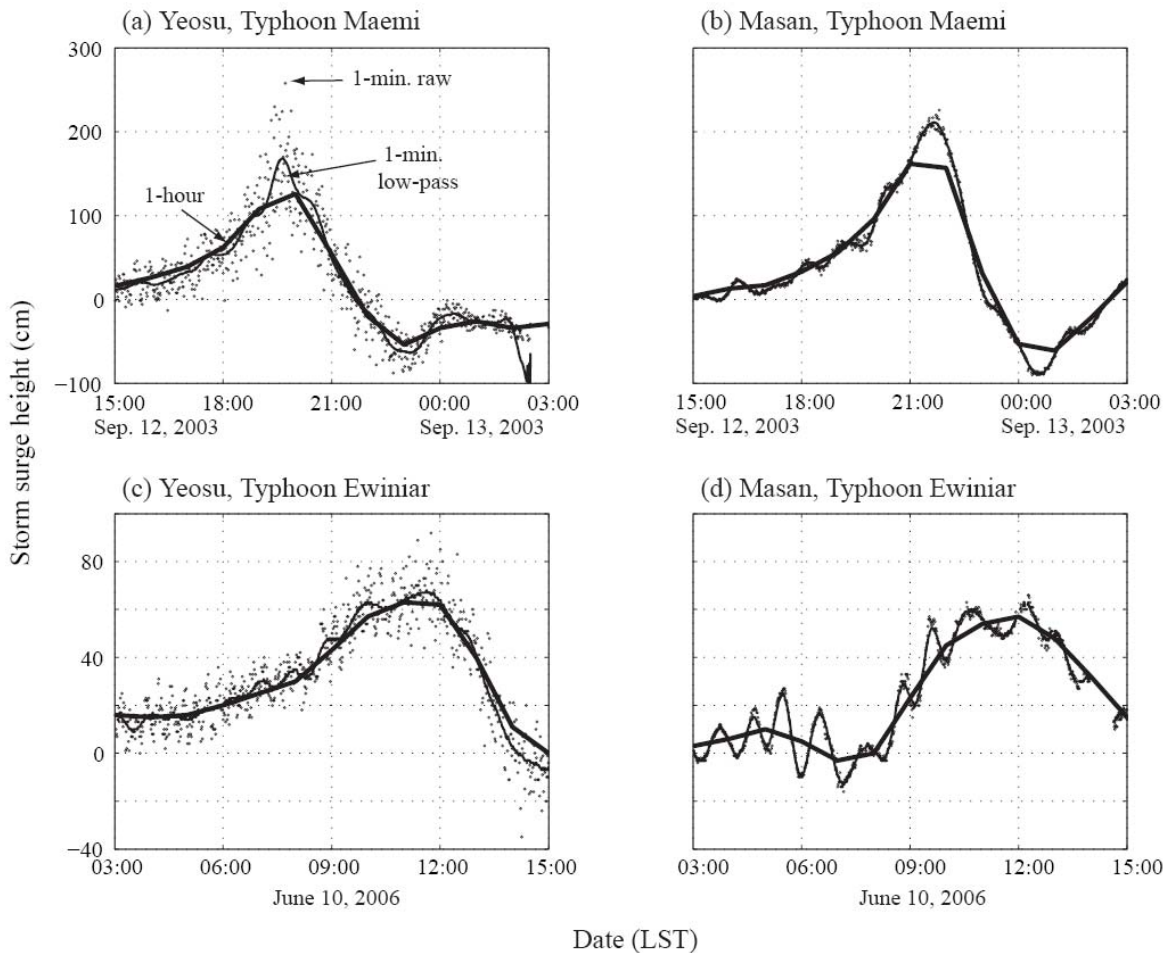 (a) Yeosu, Typhoon Maemi
(b) Masan, Typhoon Maemi
300
200
100
0
−100
1-min. raw
1-min.
low-pass
1-hour
15:00 18:00 21:00 00:00 03:00
Sep. 12, 2003 Sep. 13, 2003
15:00 18:00 21:00 00:00 03:00
Sep. 12, 2003 Sep. 13, 2003
Storm surge height (cm)
(c) Yeosu, Typhoon Ewiniar
(d) Masan, Typhoon Ewiniar
80
40
0
−40
03:00 06:00 09:00 12:00 15:00
June 10, 2006
03:00 06:00 09:00 12:00 15:00
June 10, 2006
Date (LST)